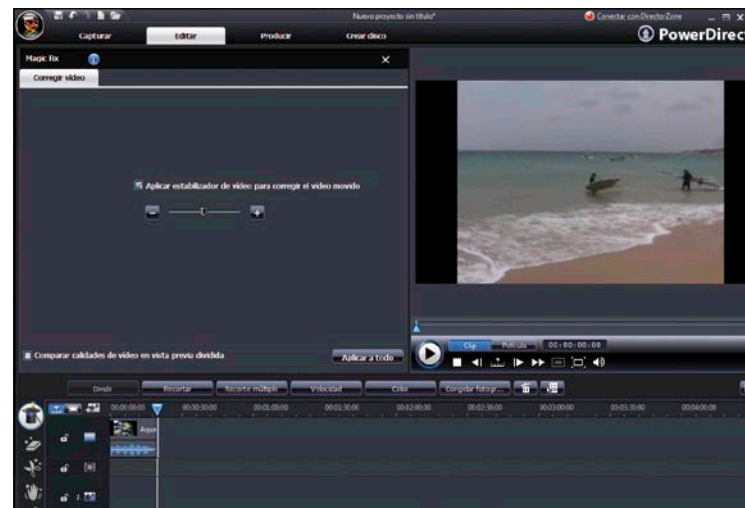 Nuevo proyecto sin título*
Conectar con DirectorZone
Capturar
Editar
Producir
Crear disco
PowerDirect
Magic Fix
Corregir vídeo
Aplicar estabilizador de vídeo para corregir el vídeo movido
Comparar calidades de vídeo en vista previa dividida
Aplicar a todo
Clip
Película
00:00:00:00
Dividir
Recortar
Recorte múltiple
Velocidad
Color
Congelar fotogr...
00:00:00:00
00:00:30:00
00:01:00:00
00:01:30:00
00:02:00:00
00:02:30:00
00:03:00:00
00:03:30:00
00:04:00:00
Aqua